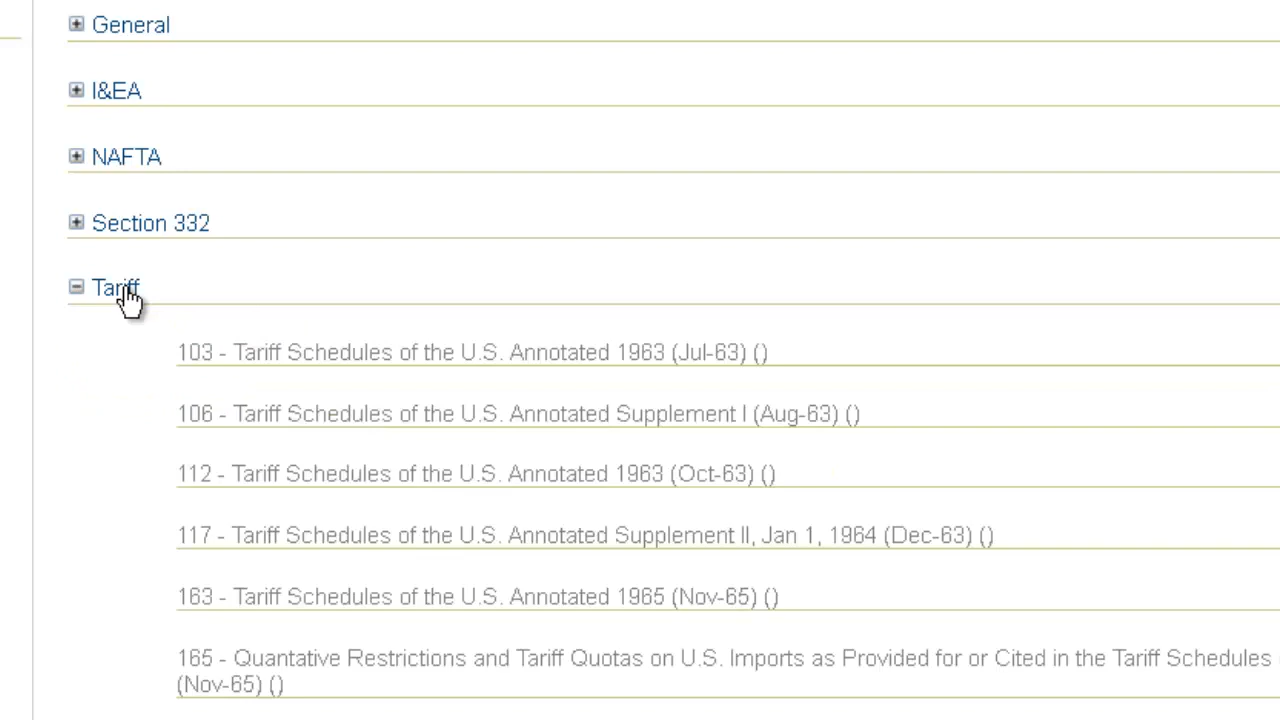 General
I&EA
NAFTA
Section 332
Tariff
103 - Tariff Schedules of the U.S. Annotated 1963 (Jul-63) ()
106 - Tariff Schedules of the U.S. Annotated Supplement I (Aug-63) ()
112 - Tariff Schedules of the U.S. Annotated 1963 (Oct-63) ()
117 - Tariff Schedules of the U.S. Annotated Supplement II, Jan 1, 1964 (Dec-63) ()
163 - Tariff Schedules of the U.S. Annotated 1965 (Nov-65) ()
165 - Quantative Restrictions and Tariff Quotas on U.S. Imports as Provided for or Cited in the Tariff Schedules
(Nov-65) ()